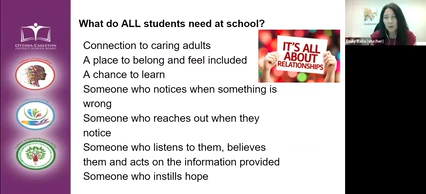 What do ALL students need at school?
OTTAWA-CARLETON
Connection to caring adults
A place to belong and feel included
A chance to learn
Someone who notices when something is
wrong
Someone who reaches out when they
notice
Someone who listens to them, believes
them and acts on the information provided
Someone who instills hope
IT'S ALL
ABOUT
RELATIONSHIPS